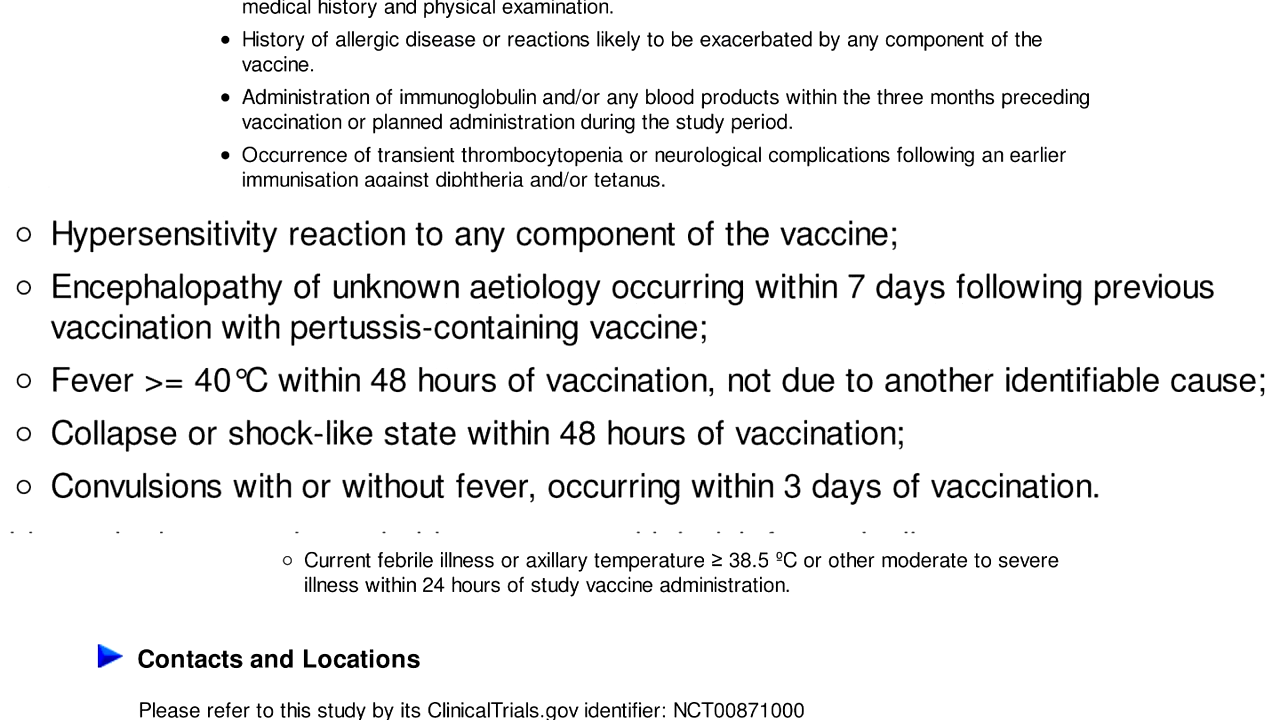 medical history and physical examination.
• History of allergic disease or reactions likely to be exacerbated by any component of the
vaccine.
• Administration of immunoglobulin and/or any blood products within the three months preceding
vaccination or planned administration during the study period.
• Occurrence of transient thrombocytopenia or neurological complications following an earlier
immunisation against diphtheria and/or tetanus.
○ Hypersensitivity reaction to any component of the vaccine;
○ Encephalopathy of unknown aetiology occurring within 7 days following previous
vaccination with pertussis-containing vaccine;
○ Fever >= 40°C within 48 hours of vaccination, not due to another identifiable cause;
○ Collapse or shock-like state within 48 hours of vaccination;
○ Convulsions with or without fever, occurring within 3 days of vaccination.
○ Current febrile illness or axillary temperature ≥ 38.5 ºC or other moderate to severe
illness within 24 hours of study vaccine administration.
Contacts and Locations
Please refer to this study by its ClinicalTrials.gov identifier: NCT00871000